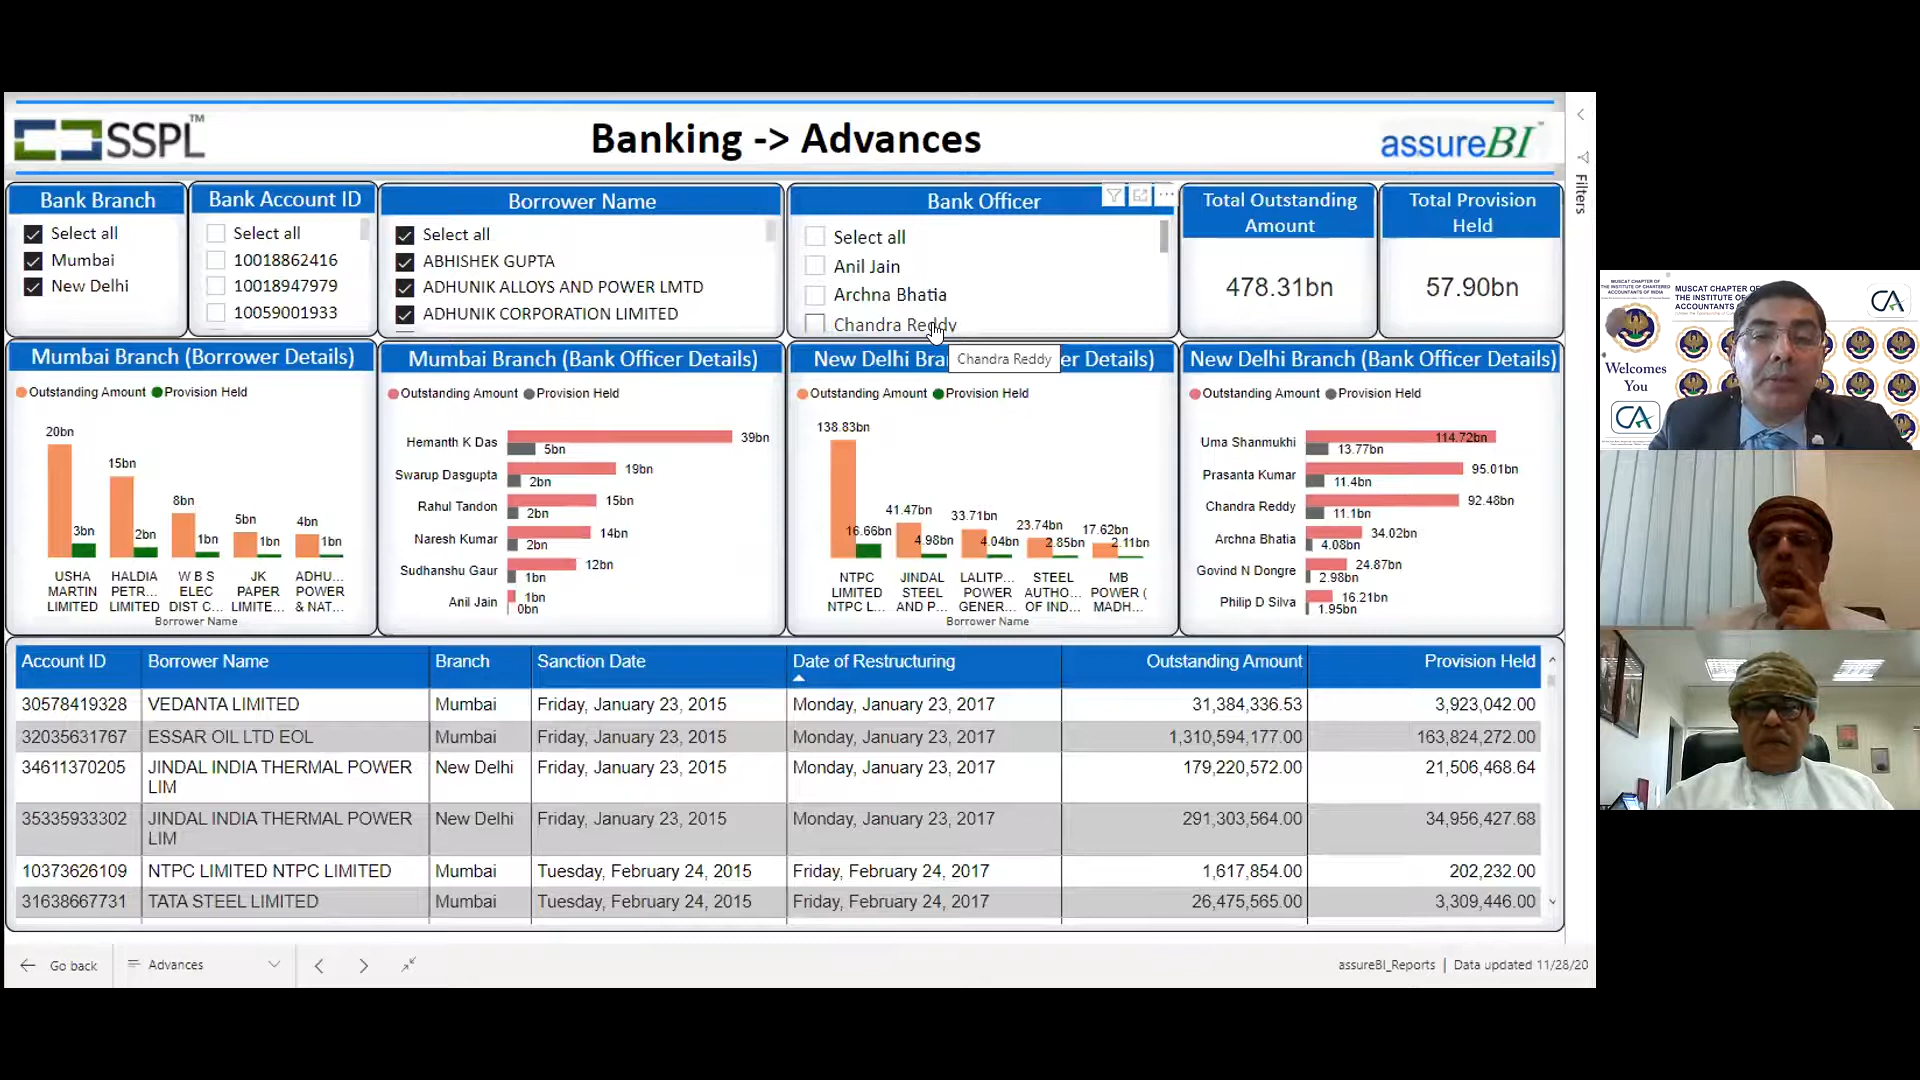 SSPL™
Banking -> Advances
assureBI™
Filters
Bank Branch
Select all
Mumbai
New Delhi
Bank Account ID
Select all
10018862416
10018947979
10059001933
Borrower Name
Select all
ABHISHEK GUPTA
ADHUNIK ALLOYS AND POWER LMTD
ADHUNIK CORPORATION LIMITED
Bank Officer
Select all
Anil Jain
Archna Bhatia
Chandra Reddy
Chandra Reddy
Total Outstanding
Amount
478.31bn
Total Provision
Held
57.90bn
Mumbai Branch (Borrower Details)
Outstanding Amount Provision Held
20bn
3bn
15bn
2bn
8bn
1bn
5bn
1bn
4bn
1bn
USHA
MARTIN
LIMITED
HALDIA
PETR...
LIMITED
W B S
ELEC
DIST C...
JK
PAPER
LIMITE...
ADHU...
POWER
& NAT...
Borrower Name
Mumbai Branch (Bank Officer Details)
Outstanding Amount Provision Held
Hemanth K Das 39bn
5bn
Swarup Dasgupta 19bn
2bn
Rahul Tandon 15bn
2bn
Naresh Kumar 14bn
2bn
Sudhanshu Gaur 12bn
1bn
Anil Jain 1bn
0bn
New Delhi Bra er Details)
Outstanding Amount Provision Held
138.83bn
16.66bn
41.47bn
4.98bn
33.71bn
4.04bn
23.74bn
2.85bn
17.62bn
2.11bn
NTPC
LIMITED
NTPC L...
JINDAL
STEEL
AND P...
LALITP...
POWER
GENER...
STEEL
AUTHO...
OF IND...
MB
POWER (
MADH...
Borrower Name
New Delhi Branch (Bank Officer Details)
Outstanding Amount Provision Held
Uma Shanmukhi 114.72bn
13.77bn
Prasanta Kumar 95.01bn
11.4bn
Chandra Reddy 92.48bn
11.1bn
Archna Bhatia 34.02bn
4.08bn
Govind N Dongre 24.87bn
2.98bn
Philip D Silva 16.21bn
1.95bn
Account ID Borrower Name Branch Sanction Date Date of Restructuring Outstanding Amount Provision Held
30578419328 VEDANTA LIMITED Mumbai Friday, January 23, 2015 Monday, January 23, 2017 31,384,336.53 3,923,042.00
32035631767 ESSAR OIL LTD EOL Mumbai Friday, January 23, 2015 Monday, January 23, 2017 1,310,594,177.00 163,824,272.00
34611370205 JINDAL INDIA THERMAL POWER New Delhi Friday, January 23, 2015 Monday, January 23, 2017 179,220,572.00 21,506,468.64
LIM
35335933302 JINDAL INDIA THERMAL POWER New Delhi Friday, January 23, 2015 Monday, January 23, 2017 291,303,564.00 34,956,427.68
LIM
10373626109 NTPC LIMITED NTPC LIMITED Mumbai Tuesday, February 24, 2015 Friday, February 24, 2017 1,617,854.00 202,232.00
31638667731 TATA STEEL LIMITED Mumbai Tuesday, February 24, 2015 Friday, February 24, 2017 26,475,565.00 3,309,446.00
Go back Advances assureBI_Reports | Data updated 11/28/20
MUSCAT CHAPTER OF
THE INSTITUTE OF CHARTERED
ACCOUNTANTS OF INDIA
MUSCAT CHAPTER OF
THE INSTITUTE OF
ACCOUNTANTS OF
CA
Welcomes
You
CA